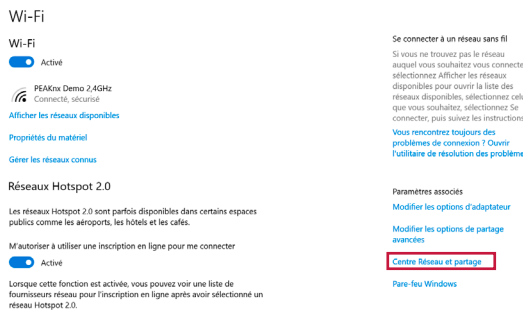 Wi-Fi
Wi-Fi
Activé
PEAKnx Demo 2,4GHz
Connecté, sécurisé
Afficher les réseaux disponibles
Propriétés du matériel
Gérer les réseaux connus
Réseaux Hotspot 2.0
Les réseaux Hotspot 2.0 sont parfois disponibles dans certains espaces
publics comme les aéroports, les hôtels et les cafés.
M'autoriser à utiliser une inscription en ligne pour me connecter
Activé
Lorsque cette fonction est activée, vous pouvez voir une liste de
fournisseurs réseau pour l'inscription en ligne après avoir sélectionné un
réseau Hotspot 2.0.
Se connecter à un réseau sans fil
Si vous ne trouvez pas le réseau
auquel vous souhaitez vous connecte
sélectionnez Afficher les réseaux
disponibles pour ouvrir la liste des
réseaux disponibles, sélectionnez celu
que vous souhaitez, sélectionnez Se
connecter, puis suivez les instructions
Vous rencontrez toujours des
problèmes de connexion ? Ouvrir
l'utilitaire de résolution des problème
Paramètres associés
Modifier les options d'adaptateur
Modifier les options de partage
avancées
Centre Réseau et partage
Pare-feu Windows